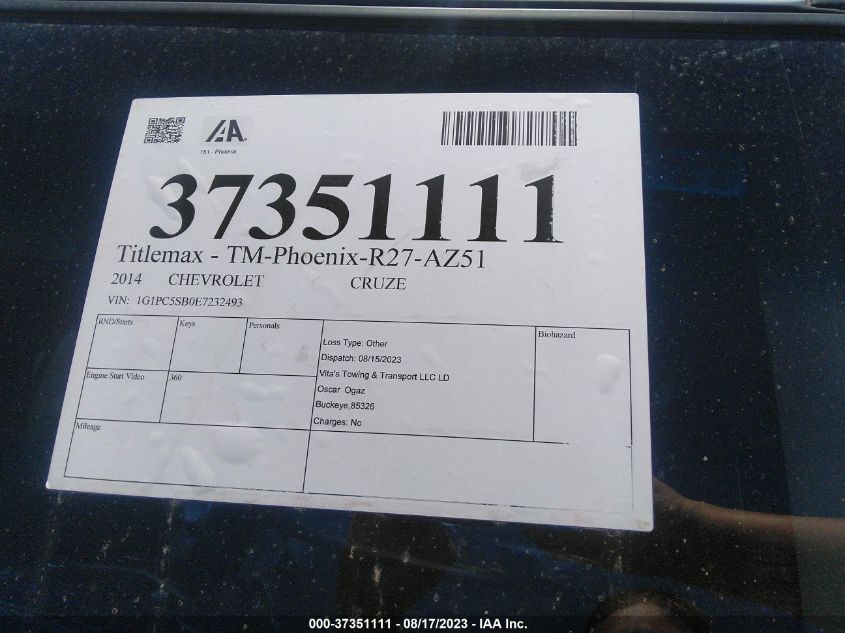 IAA
151 - Phoenix
37351111
Titlemax - TM-Phoenix-R27-AZ51
2014 CHEVROLET CRUZE
VIN: 1G1PC5SB0E7232493
RND/Starts Keys Personals
Loss Type: Other
Biohazard
Dispatch: 08/15/2023
Vita's Towing & Transport LLC LD
Engine Start Video 360
Oscar Ogaz
Buckeye,85326
Charges: No
Mileage
000-37351111 - 08/17/2023 - IAA Inc.